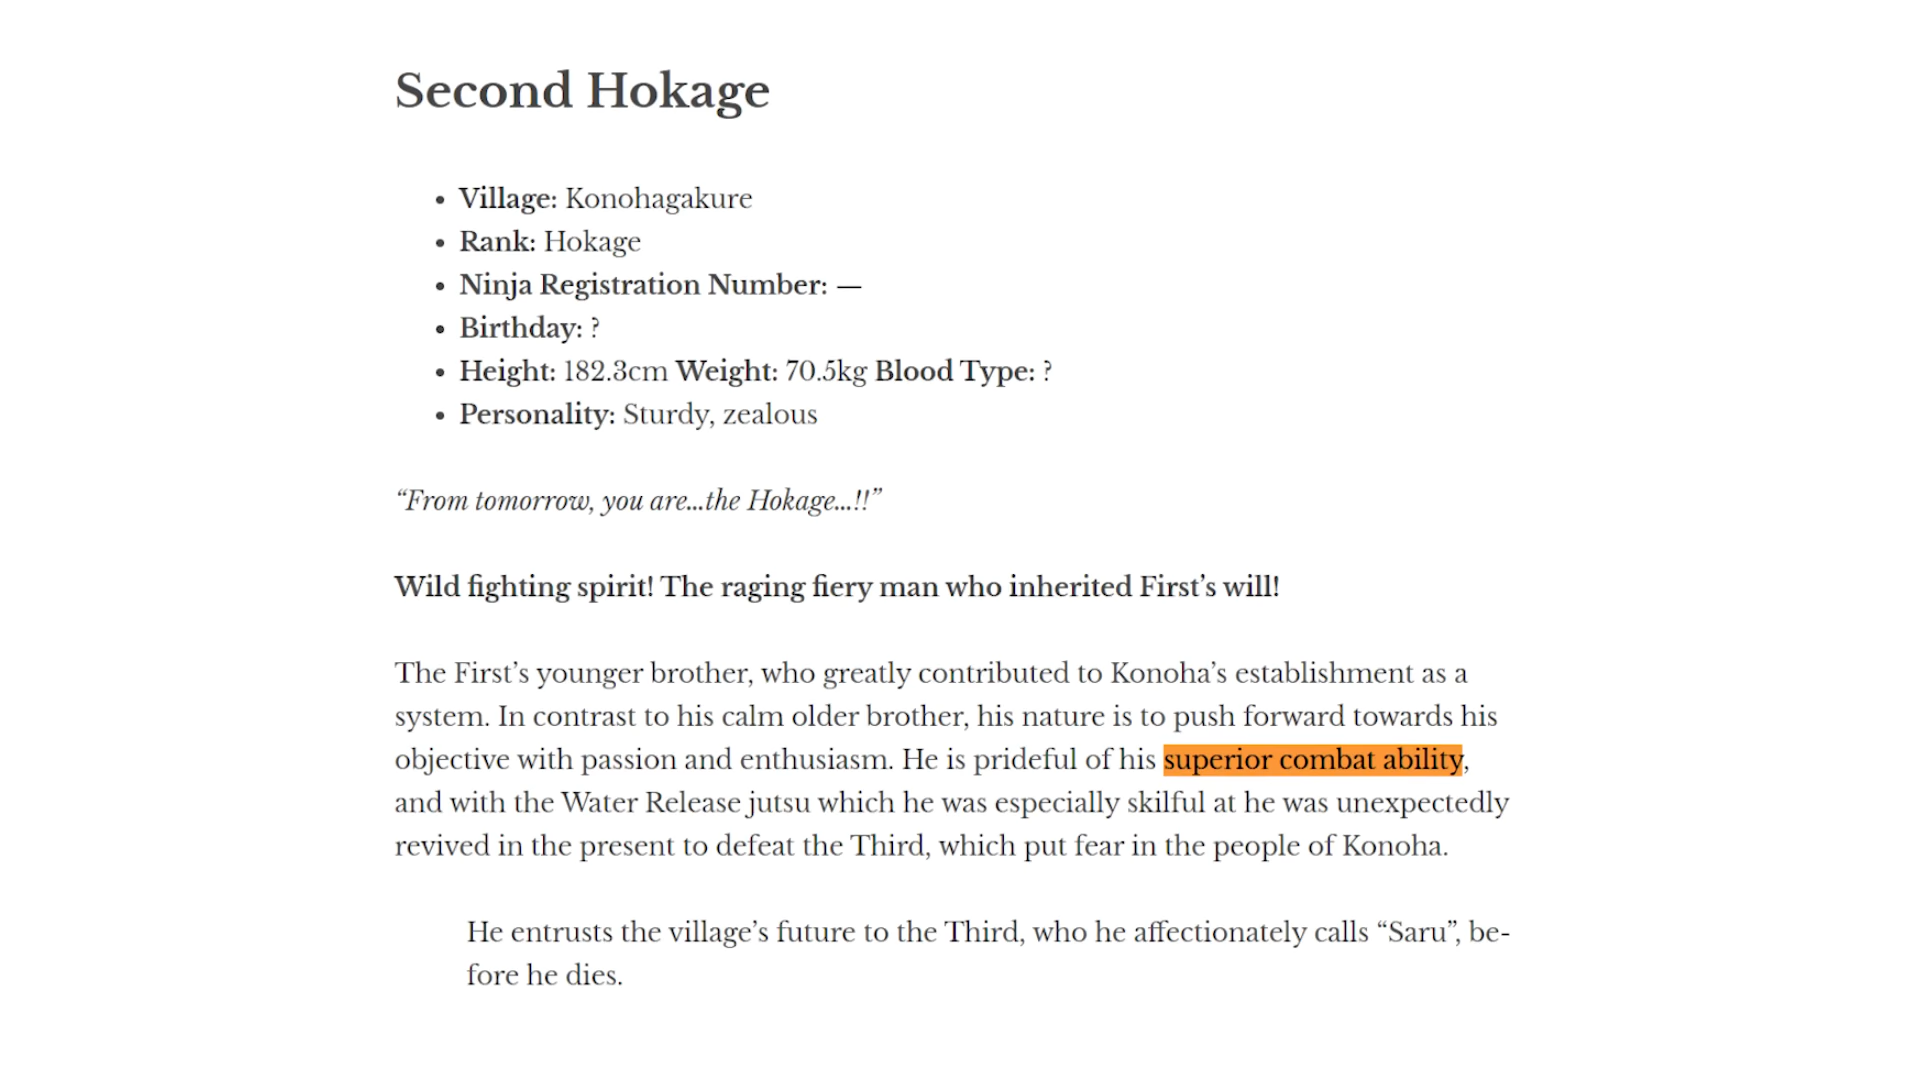 Second Hokage
• Village: Konohagakure
• Rank: Hokage
• Ninja Registration Number: —
• Birthday: ?
• Height: 182.3cm Weight: 70.5kg Blood Type: ?
• Personality: Sturdy, zealous
“From tomorrow, you are...the Hokage...!!”
Wild fighting spirit! The raging fiery man who inherited First’s will!
The First’s younger brother, who greatly contributed to Konoha’s establishment as a
system. In contrast to his calm older brother, his nature is to push forward towards his
objective with passion and enthusiasm. He is prideful of his superior combat ability,
and with the Water Release jutsu which he was especially skilful at he was unexpectedly
revived in the present to defeat the Third, which put fear in the people of Konoha.
He entrusts the village’s future to the Third, who he affectionately calls “Saru”, be-
fore he dies.